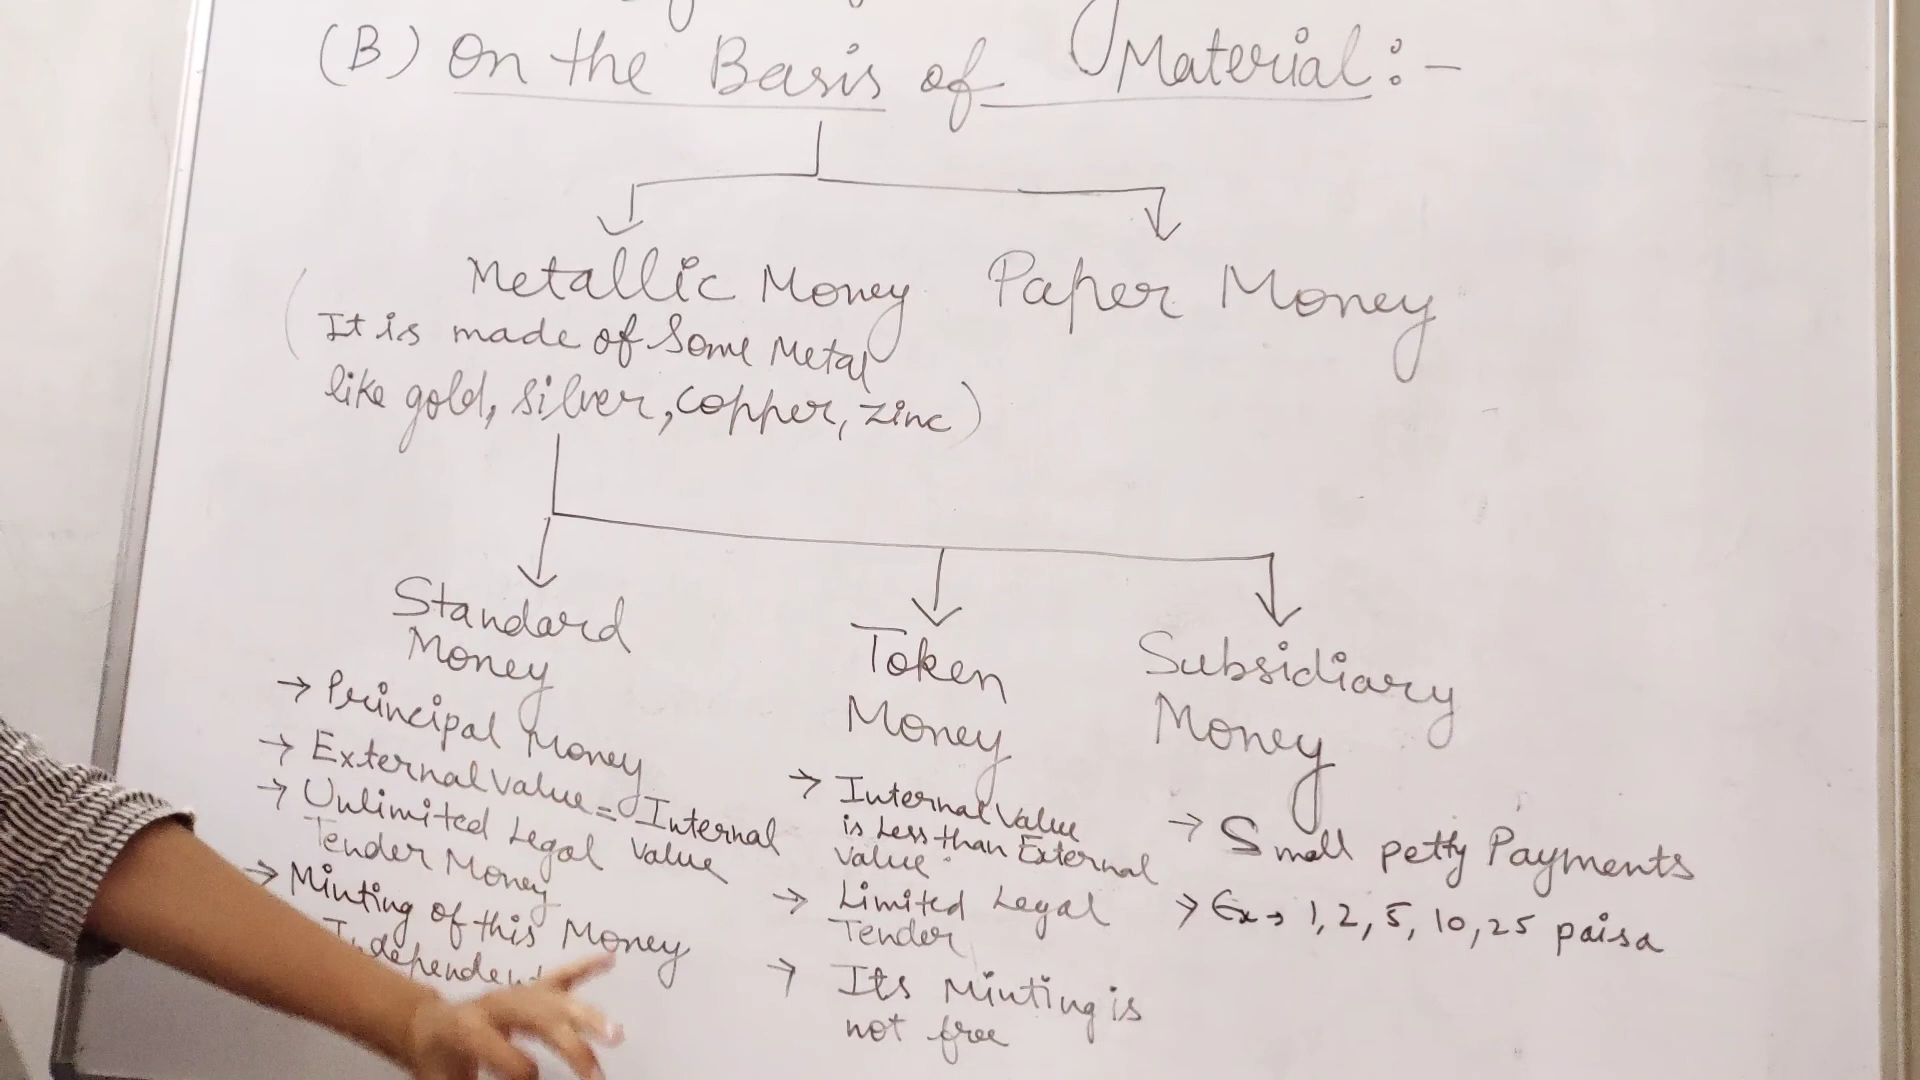 (B) On the Basis of Material:-
Metallic Money Paper Money
(It is made of Some Metal
like gold, silver, copper, zinc)
Standard
Money
→ Principal Money
→ External Value = Internal
Value
→ Unlimited Legal
Tender Money
→ Minting of this Money
Independent
Token
Money
→ Internal Value
is Less than External
Value.
→ Limited Legal
Tender
→ Its Minting is
not free
Subsidiary
Money
→ Small petty Payments
→ Ex → 1, 2, 5, 10, 25 paisa